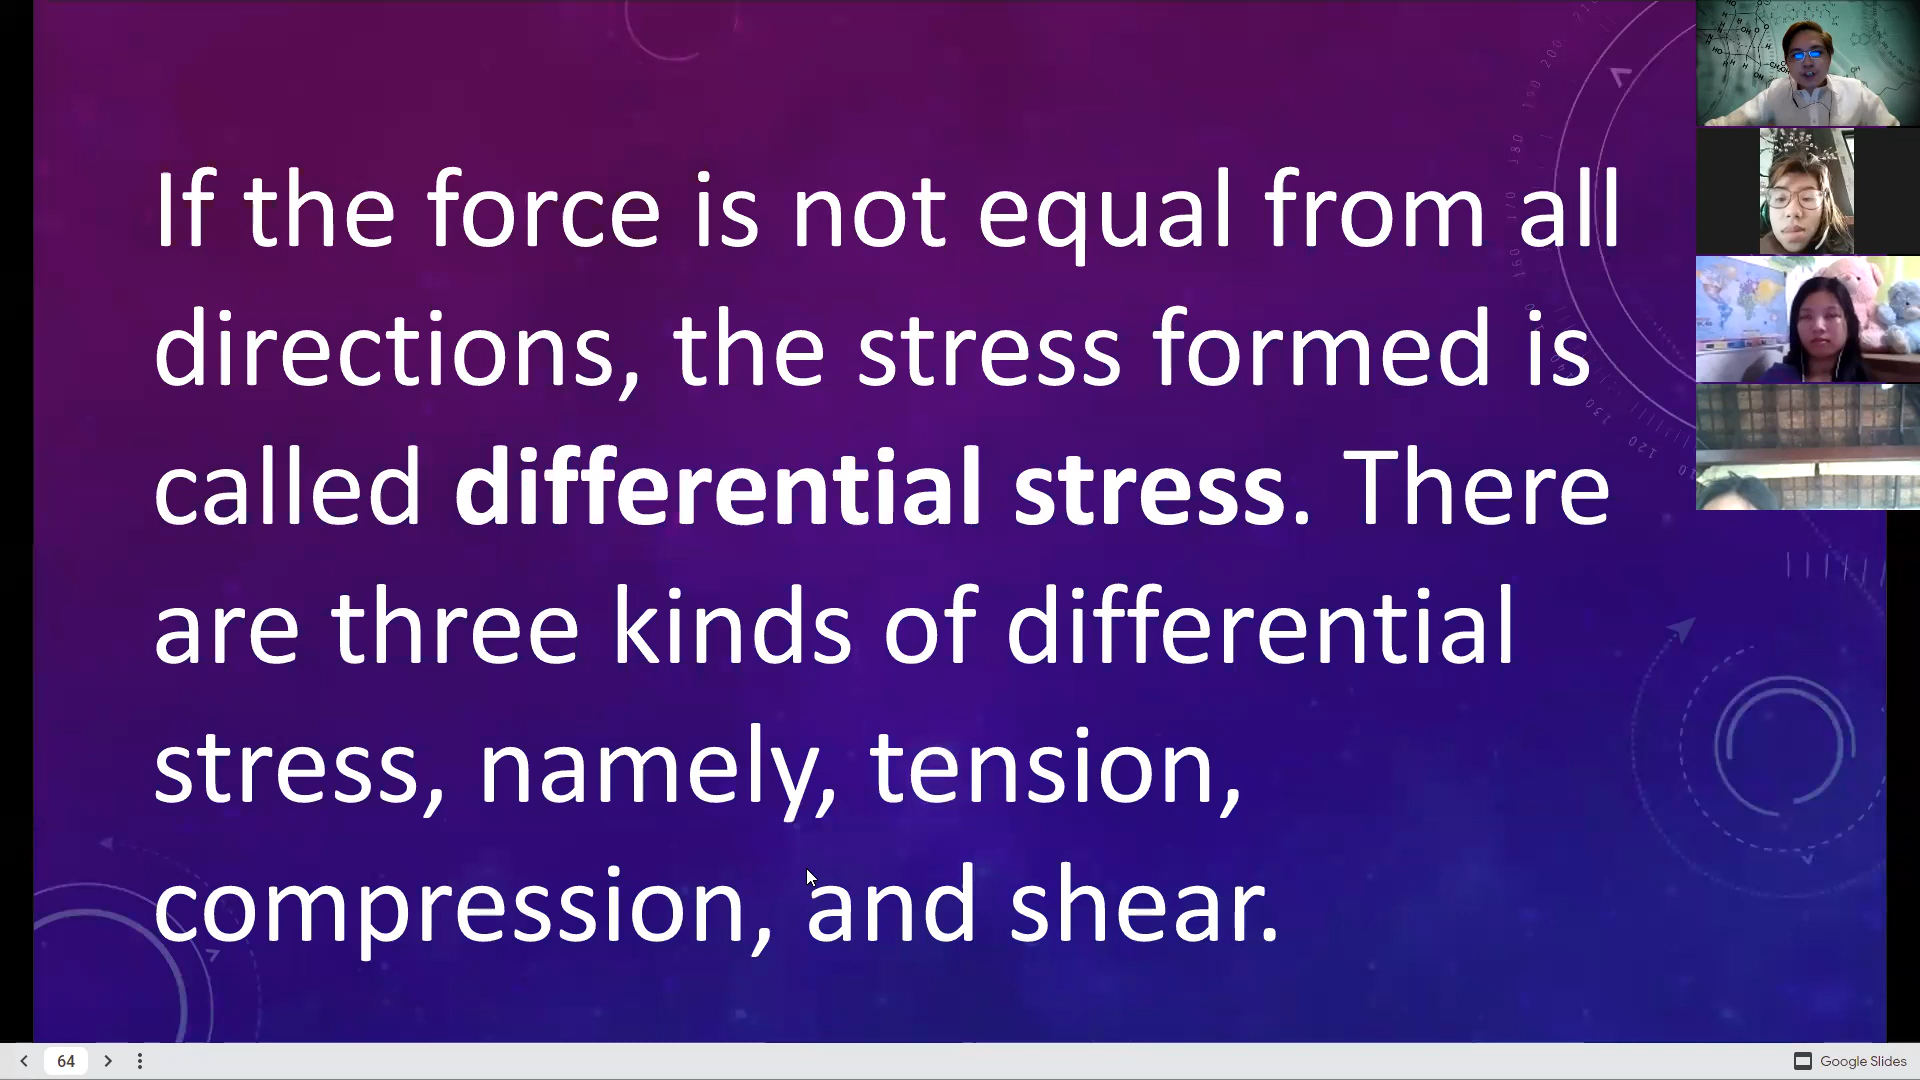 If the force is not equal from all
directions, the stress formed is
called differential stress. There
are three kinds of differential
stress, namely, tension,
compression, and shear.
64
Google Slides